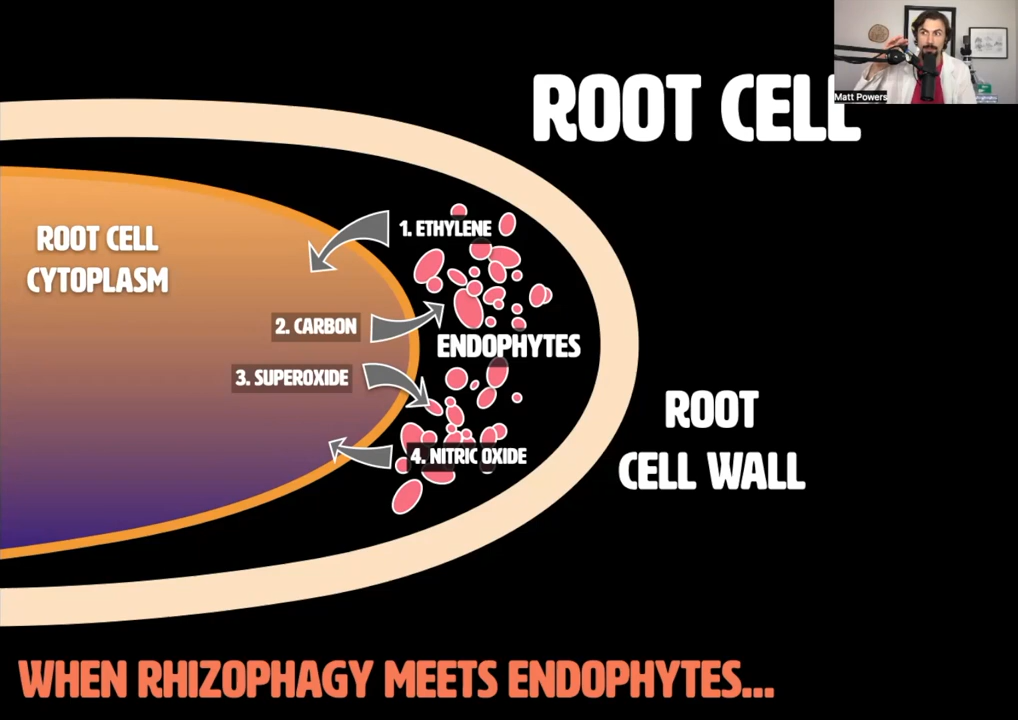 ROOT CELL
Matt Powers
ROOT CELL
CYTOPLASM
1. ETHYLENE
2. CARBON
ENDOPHYTES
3. SUPEROXIDE
ROOT
CELL WALL
4. NITRIC OXIDE
WHEN RHIZOPHAGY MEETS ENDOPHYTES...